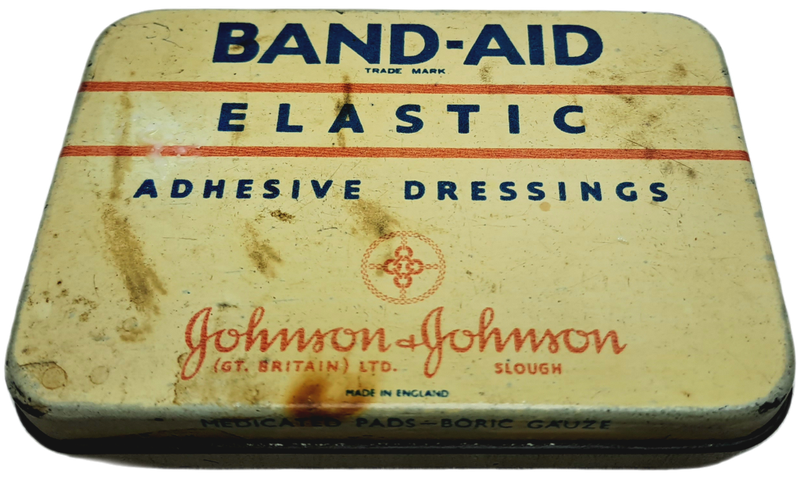 BAND-AID
TRADE MARK
ELASTIC
ADHESIVE DRESSINGS
Johnson & Johnson
(GT. BRITAIN) LTD. SLOUGH
MADE IN ENGLAND
MEDICATED PADS-BORIC GAUZE